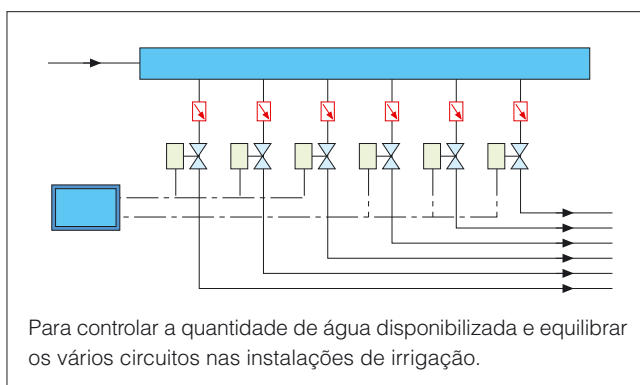 Para controlar a quantidade de água disponibilizada e equilibrar
os vários circuitos nas instalações de irrigação.